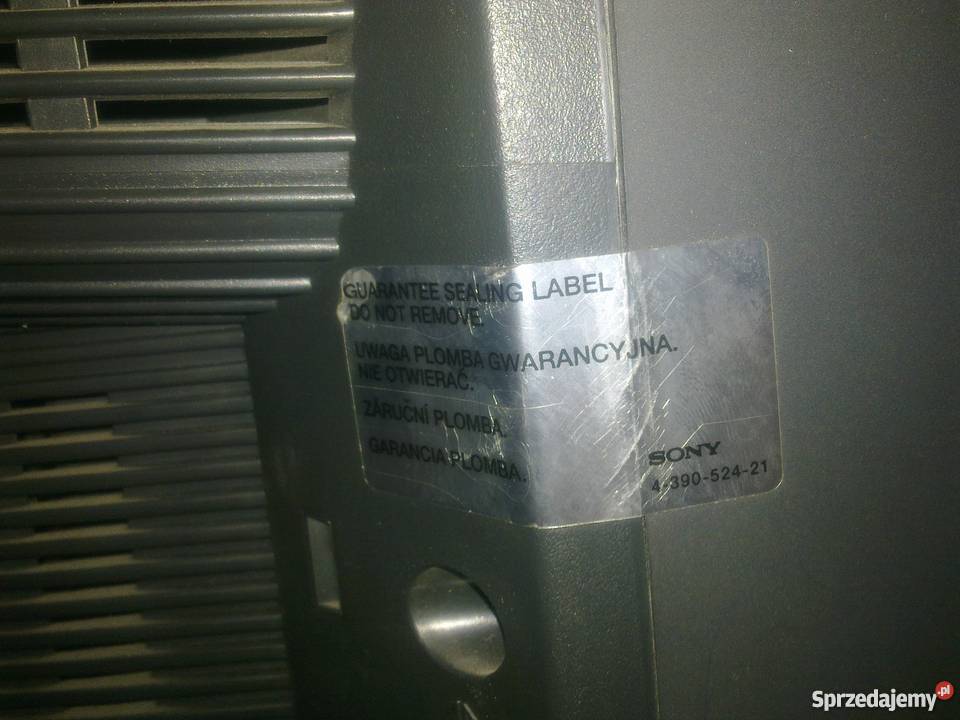 GUARANTEE SEALING LABEL
DO NOT REMOVE.
UWAGA PLOMBA GWARANCYJNA.
NIE OTWIERAĆ.
ZÁRUČNÍ PLOMBA.
GARANCIA PLOMBA.
SONY
4-390-524-21
Sprzedajemy.pl